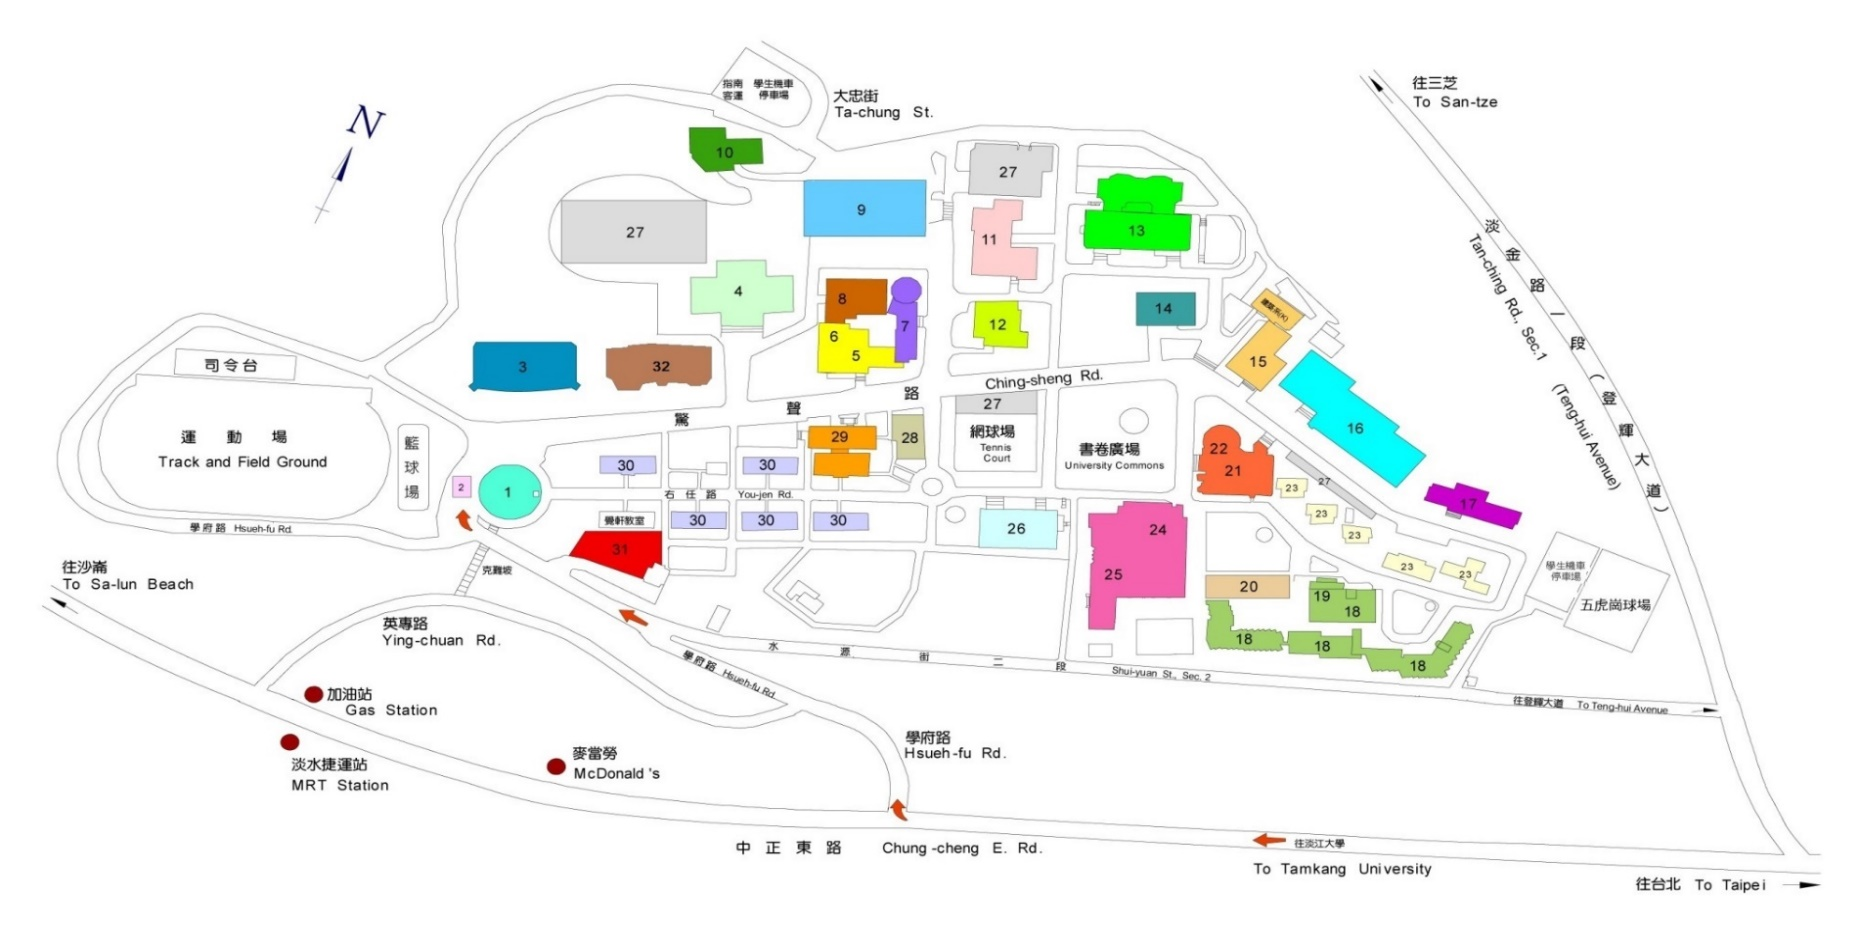 指南
客運
學生機車
停車場
大忠街
Ta-chung St.
往三芝
To San-tze
N
10
27
9
27
11
13
淡金路一段(登輝大道)
Tan-ching Rd., Sec.1 (Teng-hui Avenue)
4
8
7
6
5
12
14
建築系(K)
15
3
32
司令台
Ching-sheng Rd.
驚聲路
27
16
運動場
Track and Field Ground
籃球場
29
28
網球場
Tennis
Court
書卷廣場
University Commons
22
21
30
30
2
1
右任路 You-jen Rd.
23
27
17
覺軒教室
30
30
30
26
24
23
23
學府路 Hsueh-fu Rd.
31
克難坡
25
23
23
學生機車
停車場
五虎崗球場
往沙崙
To Sa-lun Beach
20
19
18
英專路
Ying-chuan Rd.
18
18
18
水源街二段 Shui-yuan St., Sec. 2
學府路 Hsueh-fu Rd.
加油站
Gas Station
往登輝大道 To Teng-hui Avenue
淡水捷運站
MRT Station
麥當勞
McDonald's
學府路
Hsueh-fu Rd.
中正東路 Chung-cheng E. Rd.
往淡江大學
To Tamkang University
往台北 To Taipei